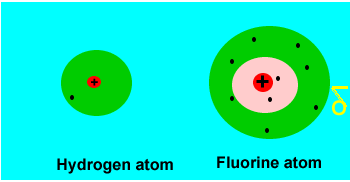 +
+
δ-
Hydrogen atom
Fluorine atom